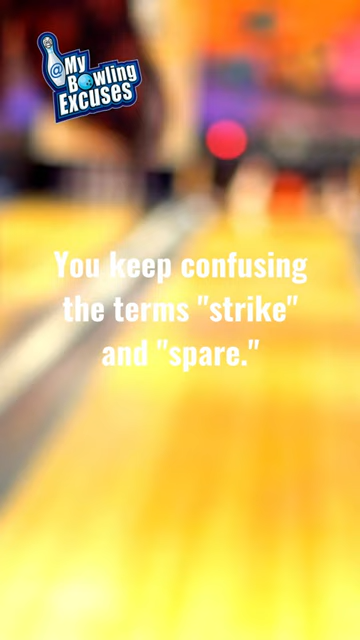 @My
Bowling
Excuses
You keep confusing
the terms "strike"
and "spare."